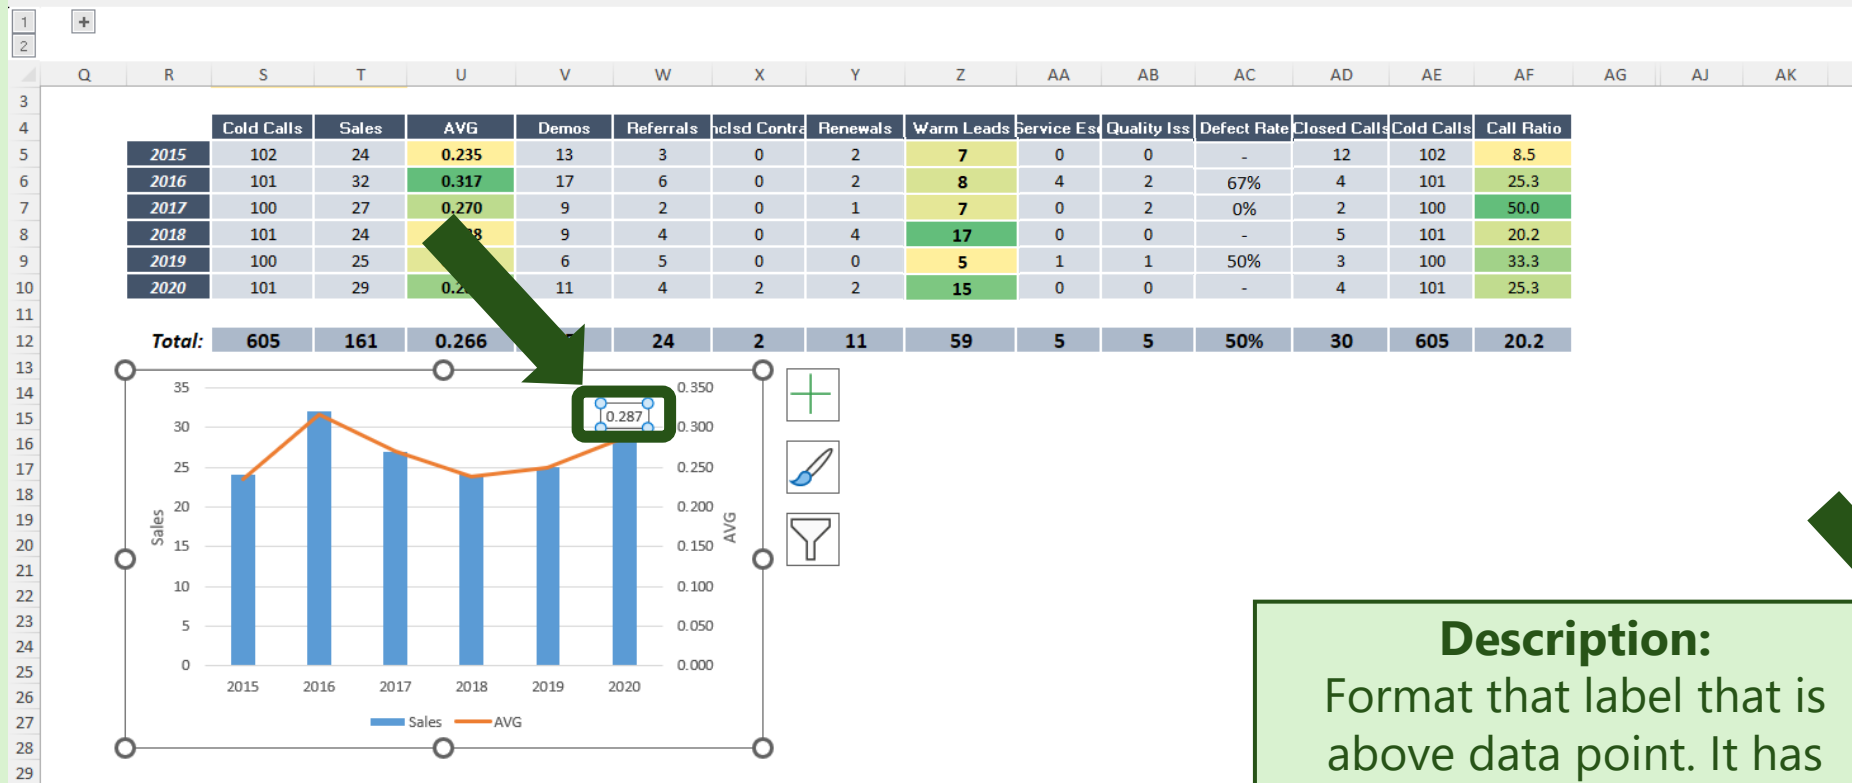 1 +
2
Q R S T U V W X Y Z AA AB AC AD AE AF AG AJ AK
3
4 Cold Calls Sales AVG Demos Referrals nclsd Contra Renewals Warm Leads Service Es Quality Iss Defect Rate Closed Calls Cold Calls Call Ratio
5 2015 102 24 0.235 13 3 0 2 7 0 0 - 12 102 8.5
6 2016 101 32 0.317 17 6 0 2 8 4 2 67% 4 101 25.3
7 2017 100 27 0.270 9 2 0 1 7 0 2 0% 2 100 50.0
8 2018 101 24 9 4 0 4 17 0 0 - 5 101 20.2
9 2019 100 25 6 5 0 0 5 1 1 50% 3 100 33.3
10 2020 101 29 0.2 11 4 2 2 15 0 0 - 4 101 25.3
11
12 Total: 605 161 0.266 24 2 11 59 5 5 50% 30 605 20.2
13
14 35 0.350
15 0.287
16 30 0.300
17 25 0.250
18
19 20 0.200
Sales AVG
20 15 0.150
21
22 10 0.100
23 5 0.050
24
25 0 0.000
26 2015 2016 2017 2018 2019 2020
27 Sales AVG
28
29
Description:
Format that label that is
above data point. It has